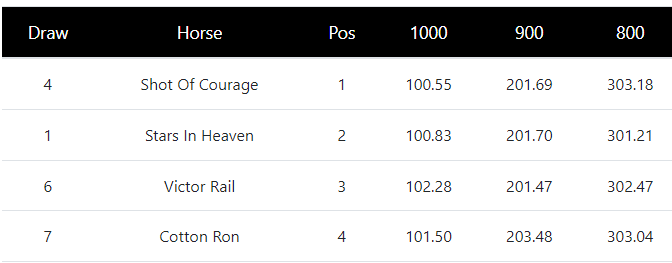 Draw Horse Pos 1000 900 800
4 Shot Of Courage 1 100.55 201.69 303.18
1 Stars In Heaven 2 100.83 201.70 301.21
6 Victor Rail 3 102.28 201.47 302.47
7 Cotton Ron 4 101.50 203.48 303.04